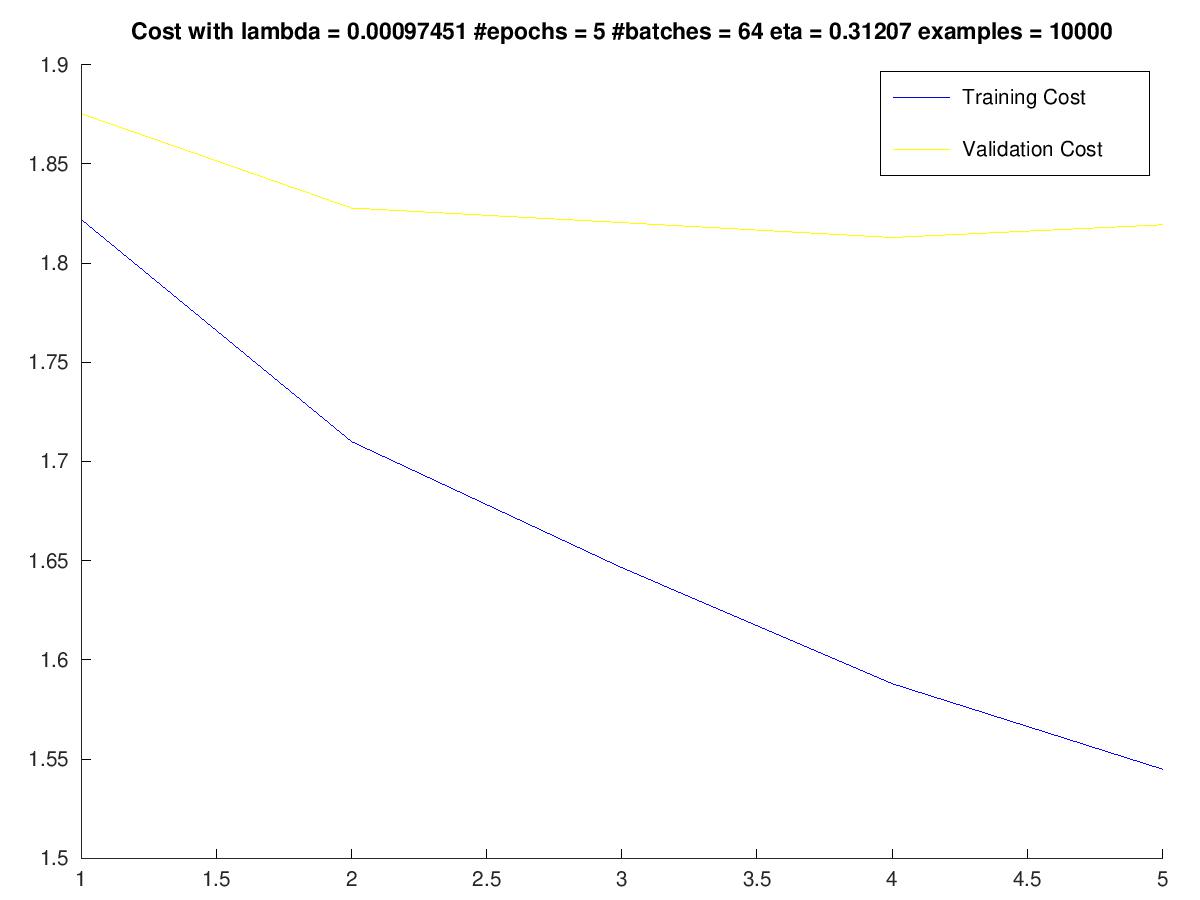 Cost with lambda = 0.00097451 #epochs = 5 #batches = 64 eta = 0.31207 examples = 10000
Training Cost
Validation Cost
1.9
1.85
1.8
1.75
1.7
1.65
1.6
1.55
1.5
1 1.5 2 2.5 3 3.5 4 4.5 5